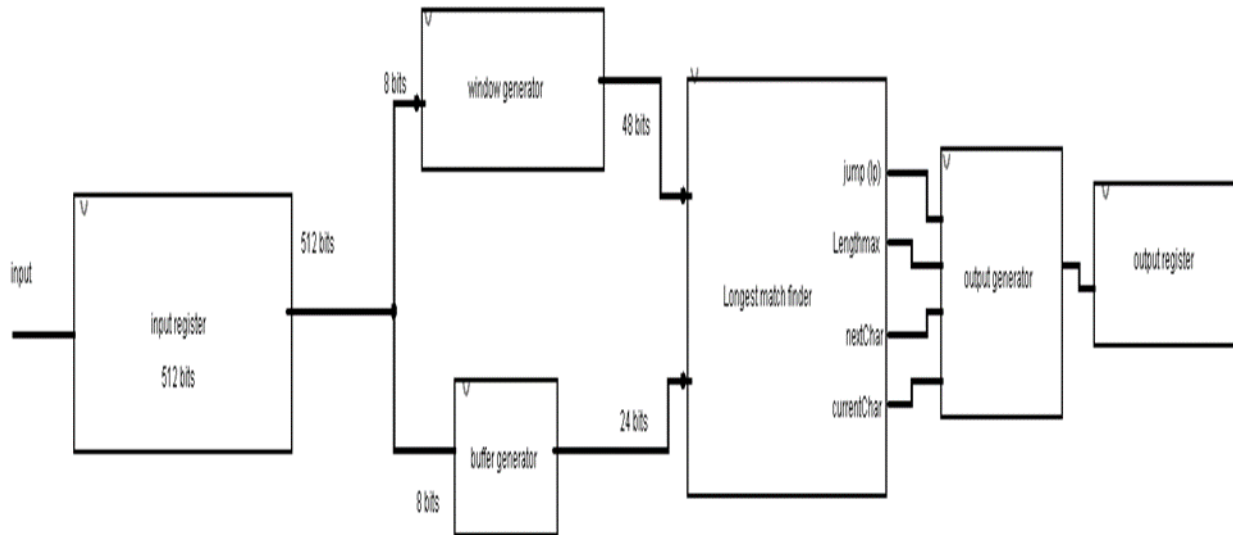 input
input register
512 bits
512 bits
8 bits
window generator
48 bits
8 bits
buffer generator
24 bits
Longest match finder
jump (lp)
Lengthmax
nextChar
currentChar
output generator
output register